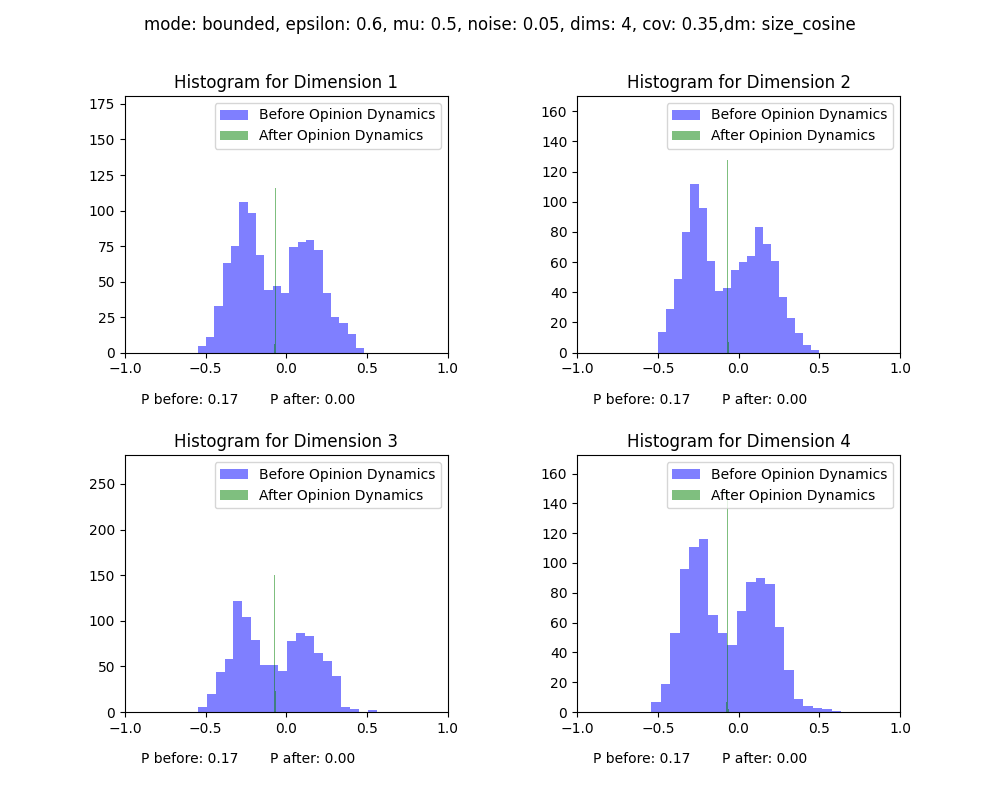 mode: bounded, epsilon: 0.6, mu: 0.5, noise: 0.05, dims: 4, cov: 0.35,dm: size_cosine
Histogram for Dimension 1
Before Opinion Dynamics
After Opinion Dynamics
175
150
125
100
75
50
25
0
−1.0 −0.5 0.0 0.5 1.0
P before: 0.17 P after: 0.00
Histogram for Dimension 2
Before Opinion Dynamics
After Opinion Dynamics
160
140
120
100
80
60
40
20
0
−1.0 −0.5 0.0 0.5 1.0
P before: 0.17 P after: 0.00
Histogram for Dimension 3
Before Opinion Dynamics
After Opinion Dynamics
250
200
150
100
50
0
−1.0 −0.5 0.0 0.5 1.0
P before: 0.17 P after: 0.00
Histogram for Dimension 4
Before Opinion Dynamics
After Opinion Dynamics
160
140
120
100
80
60
40
20
0
−1.0 −0.5 0.0 0.5 1.0
P before: 0.17 P after: 0.00